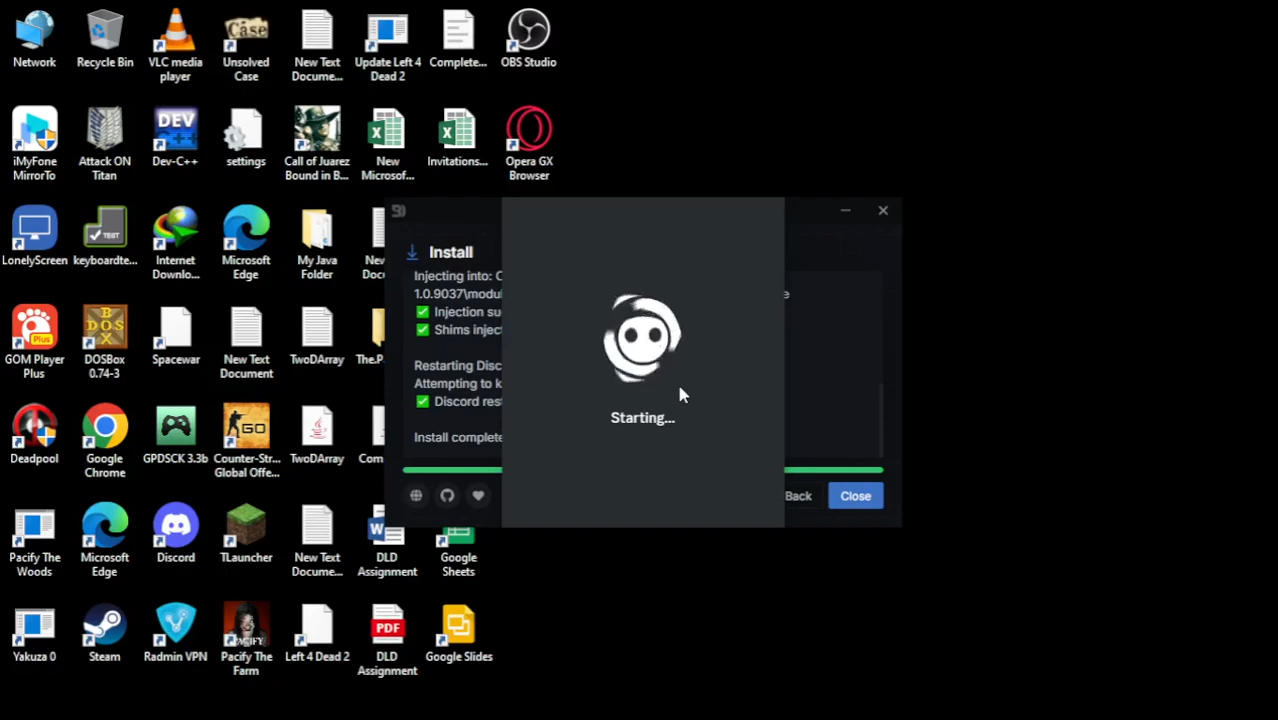 Network
Recycle Bin
VLC media
player
Unsolved
Case
New Text
Docume...
Update Left 4
Dead 2
Complete...
OBS Studio
iMyFone
MirrorTo
Attack ON
Titan
Dev-C++
settings
Call of Juarez
Bound in B...
New
Microsof...
Invitations...
Opera GX
Browser
LonelyScreen
keyboardte...
Internet
Downlo...
Microsoft
Edge
My Java
Folder
GOM Player
Plus
DOSBox
0.74-3
Spacewar
New Text
Document
TwoDArray
The.P
Deadpool
Google
Chrome
GPDSCK 3.3b
Counter-Str...
Global Offe...
TwoDArray
Com
Pacify The
Woods
Microsoft
Edge
Discord
TLauncher
New Text
Docume...
DLD
Assignment
Google
Sheets
Yakuza 0
Steam
Radmin VPN
Pacify The
Farm
Left 4 Dead 2
DLD
Assignment
Google Slides
Install
Injecting into: C
1.0.9037\modu
Injection su
Shims inject
Restarting Disc
Attempting to k
Discord rest
Install complete
Starting...
Back
Close